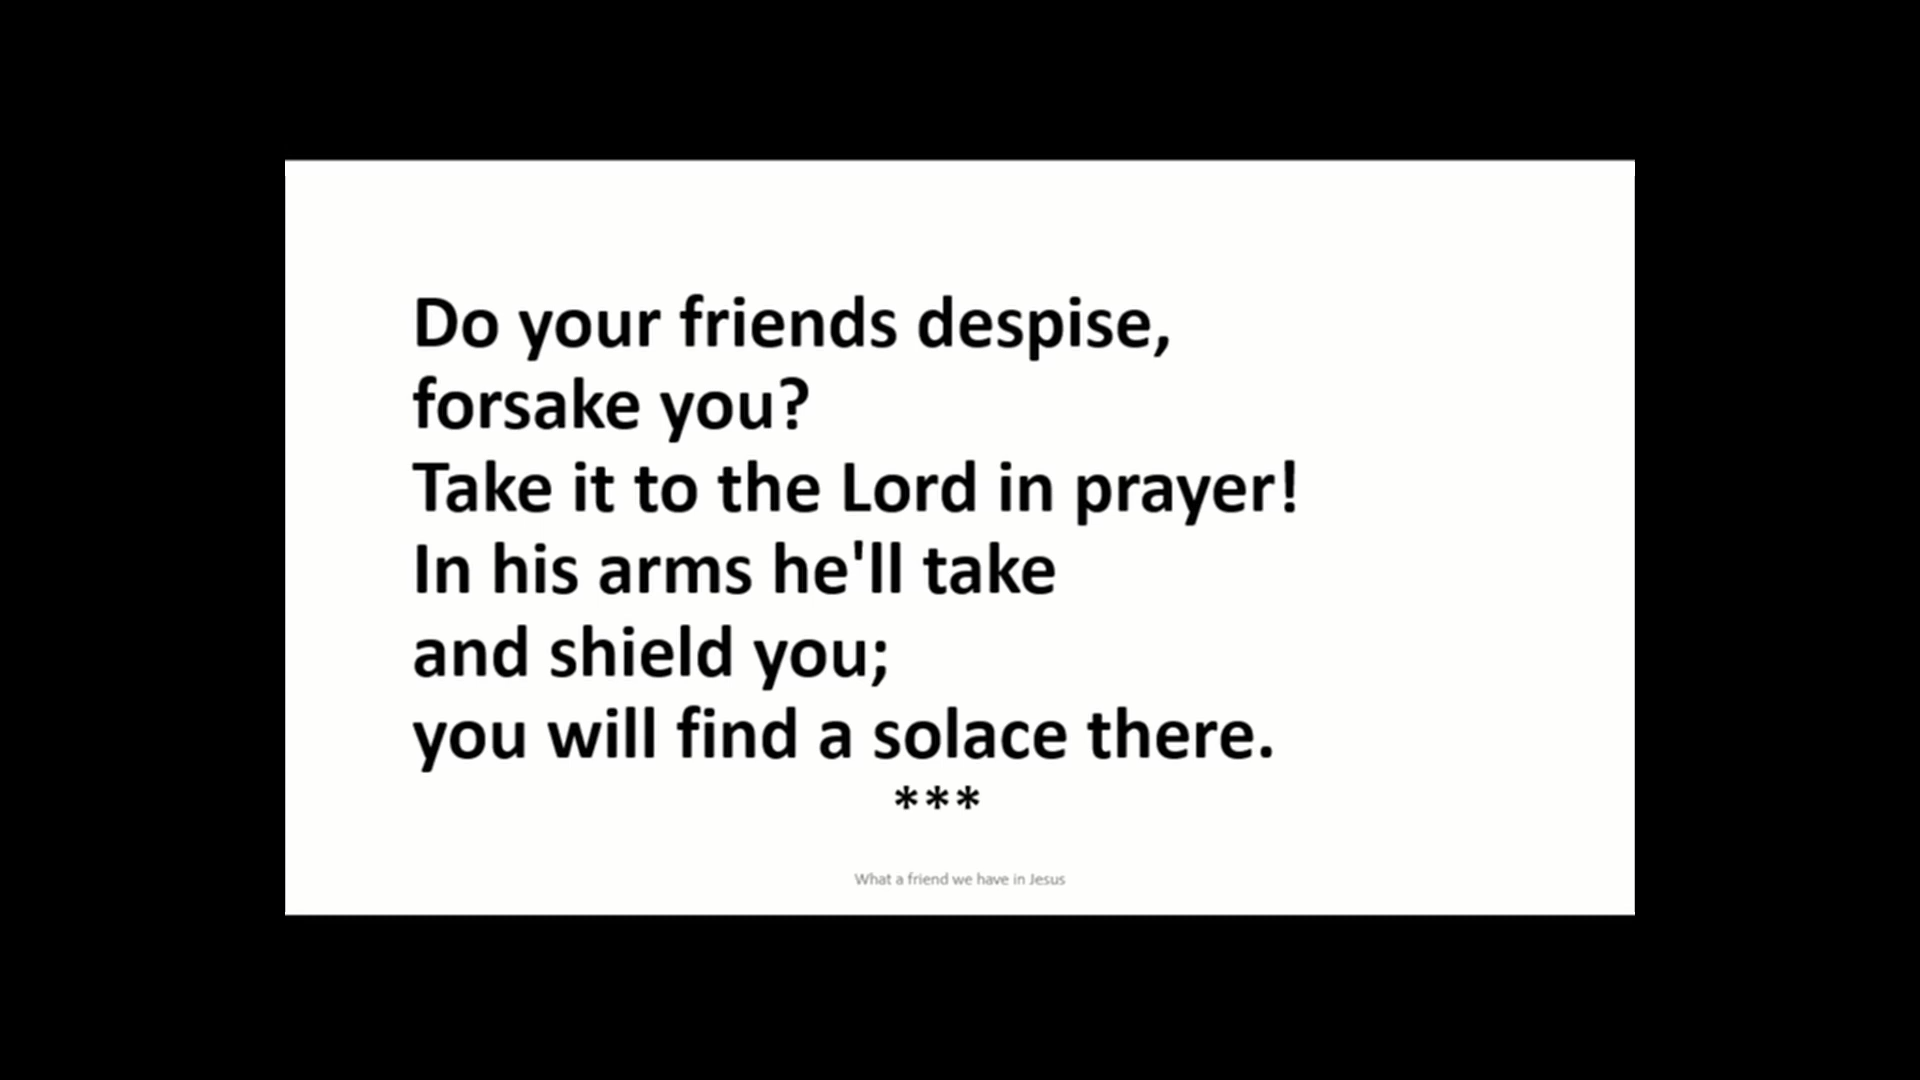 Do your friends despise,
forsake you?
Take it to the Lord in prayer!
In his arms he'll take
and shield you;
you will find a solace there.
***
What a friend we have in Jesus